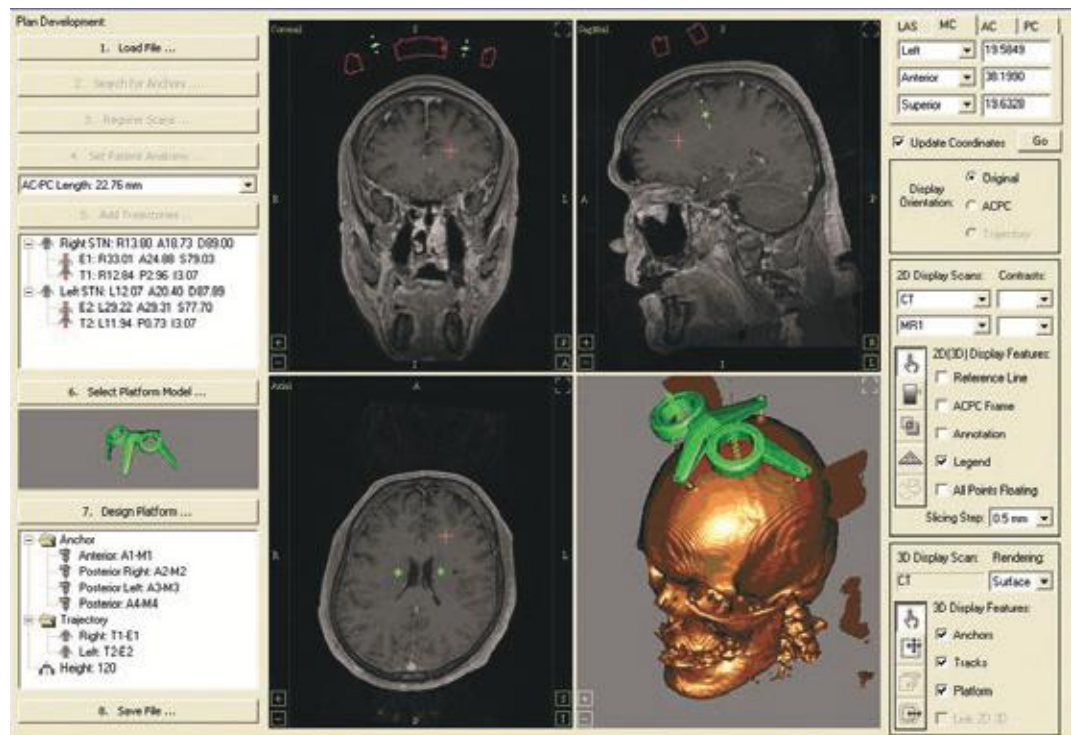 Plan Development:
1. Load File ...
2. Search for Anchors ...
3. Register Scans ...
4. Set Patient Anatomy ...
AC-PC Length: 22.76 mm
5. Add Trajectories ...
Right STN: R13.80 A18.73 D89.00
E1: R33.01 A24.88 S79.03
T1: R12.84 P2.96 I3.07
Left STN: L12.07 A20.40 D87.89
E2: L29.22 A29.31 S77.70
T2: L11.94 P0.73 I3.07
6. Select Platform Model ...
7. Design Platform ...
Anchor
Anterior: A1-M1
Posterior Right: A2-M2
Posterior Left: A3-M3
Posterior: A4-M4
Trajectory
Right: T1-E1
Left: T2-E2
Height: 120
8. Save File ...
Coronal
S
R
L
I
P
A
Sagittal
S
A
P
I
R
L
Axial
A
R
L
P
S
I
LAS MC AC PC
Left 19.5849
Anterior 38.1990
Superior 19.6328
Update Coordinates Go
Display Orientation:
Original
ACPC
Trajectory
2D Display Scans: Contrasts:
CT
MR1
2D(3D) Display Features:
Reference Line
ACPC Frame
Annotation
Legend
All Points Floating
Slicing Step: 0.5 mm
3D Display Scan: Rendering:
CT Surface
3D Display Features:
Anchors
Tracks
Platform
Link 2D 3D